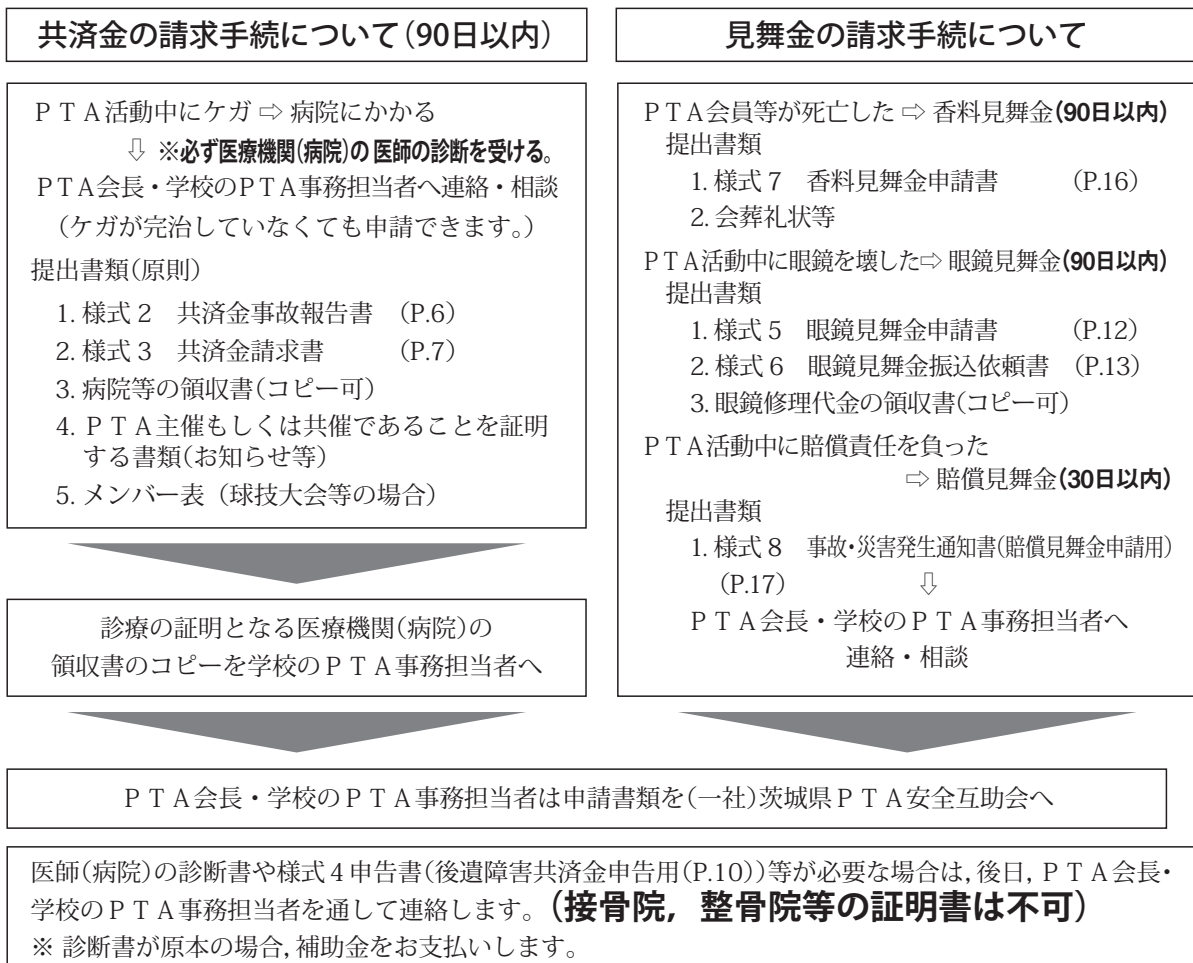 共済金の請求手続について(90日以内)
ＰＴＡ活動中にケガ ⇨ 病院にかかる
⇩ ※必ず医療機関(病院)の医師の診断を受ける。
ＰＴＡ会長・学校のＰＴＡ事務担当者へ連絡・相談
（ケガが完治していなくても申請できます。）
提出書類(原則)
1. 様式２　共済金事故報告書　（P.6）
2. 様式３　共済金請求書　　　（P.7）
3. 病院等の領収書(コピー可)
4. ＰＴＡ主催もしくは共催であることを証明
する書類(お知らせ等)
5. メンバー表（球技大会等の場合）
診療の証明となる医療機関(病院)の
領収書のコピーを学校のＰＴＡ事務担当者へ
見舞金の請求手続について
ＰＴＡ会員等が死亡した ⇨ 香料見舞金(90日以内)
提出書類
1. 様式７　香料見舞金申請書　　　（P.16）
2. 会葬礼状等
ＰＴＡ活動中に眼鏡を壊した⇨ 眼鏡見舞金(90日以内)
提出書類
1. 様式５　眼鏡見舞金申請書　　　（P.12）
2. 様式６　眼鏡見舞金振込依頼書　（P.13）
3. 眼鏡修理代金の領収書(コピー可)
ＰＴＡ活動中に賠償責任を負った
⇨ 賠償見舞金(30日以内)
提出書類
1. 様式８　事故・災害発生通知書(賠償見舞金申請用)
（P.17）　⇩
ＰＴＡ会長・学校のＰＴＡ事務担当者へ
連絡・相談
ＰＴＡ会長・学校のＰＴＡ事務担当者は申請書類を(一社)茨城県ＰＴＡ安全互助会へ
医師(病院)の診断書や様式４申告書(後遺障害共済金申告用(P.10))等が必要な場合は, 後日, ＰＴＡ会長・
学校のＰＴＡ事務担当者を通して連絡します。（接骨院，整骨院等の証明書は不可）
※ 診断書が原本の場合, 補助金をお支払いします。